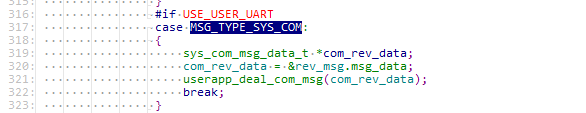 315: }
316: #if USE_USER_UART
317: case MSG_TYPE_SYS_COM:
318: {
319: sys_com_msg_data_t *com_rev_data;
320: com_rev_data = &rev_msg.msg_data;
321: userapp_deal_com_msg(com_rev_data);
322: break;
323: }